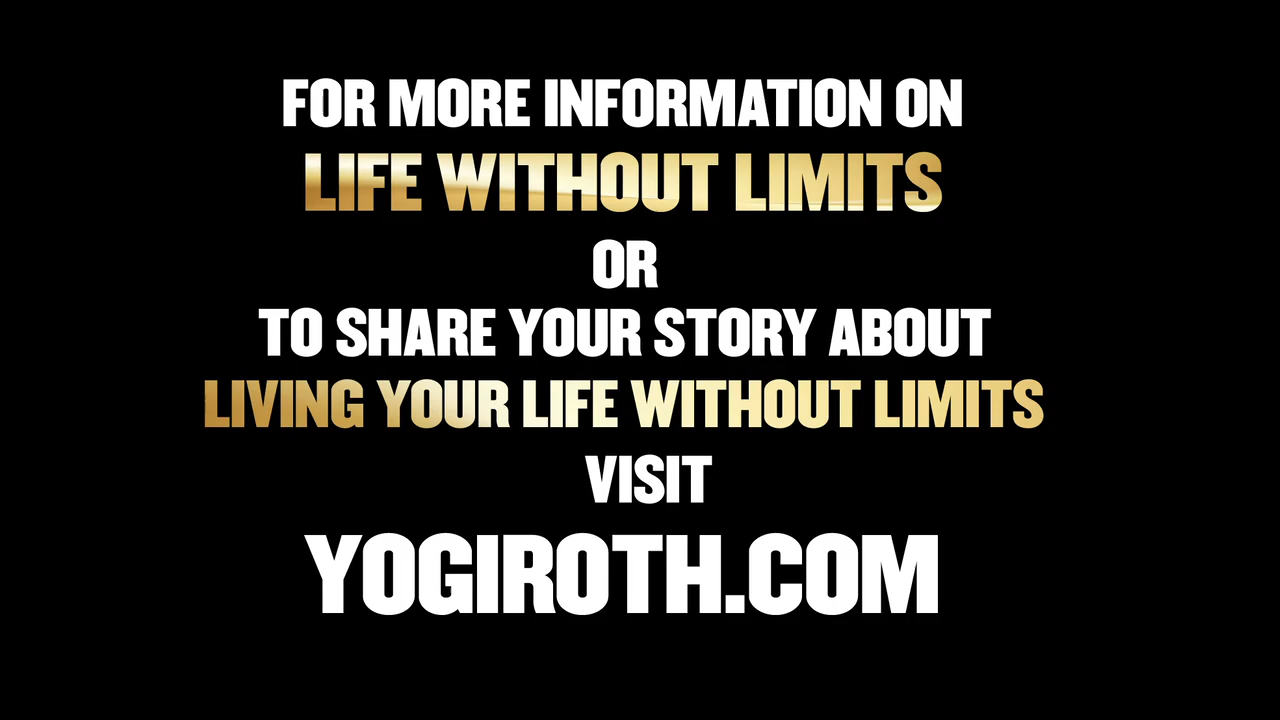 FOR MORE INFORMATION ON
LIFE WITHOUT LIMITS
OR
TO SHARE YOUR STORY ABOUT
LIVING YOUR LIFE WITHOUT LIMITS
VISIT
YOGIROTH.COM